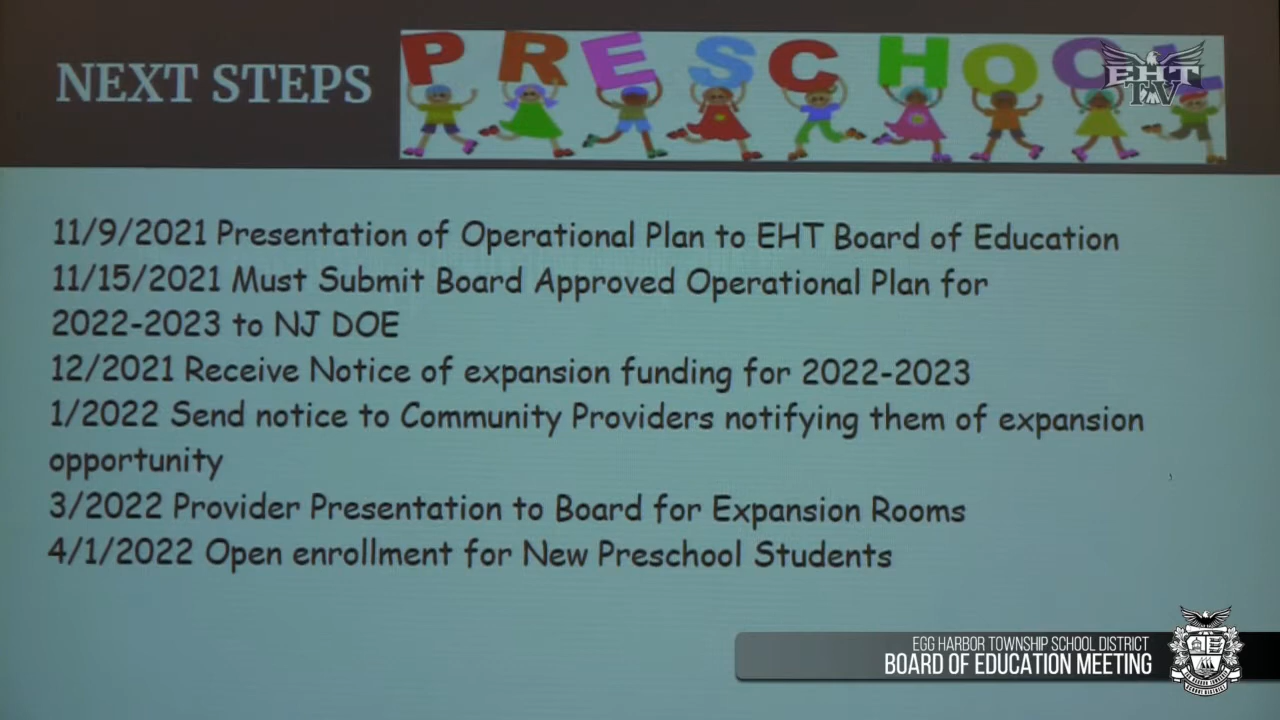 NEXT STEPS
PRESCHOOL
EHT
TV
11/9/2021 Presentation of Operational Plan to EHT Board of Education
11/15/2021 Must Submit Board Approved Operational Plan for
2022-2023 to NJ DOE
12/2021 Receive Notice of expansion funding for 2022-2023
1/2022 Send notice to Community Providers notifying them of expansion
opportunity
3/2022 Provider Presentation to Board for Expansion Rooms
4/1/2022 Open enrollment for New Preschool Students
EGG HARBOR TOWNSHIP SCHOOL DISTRICT
BOARD OF EDUCATION MEETING